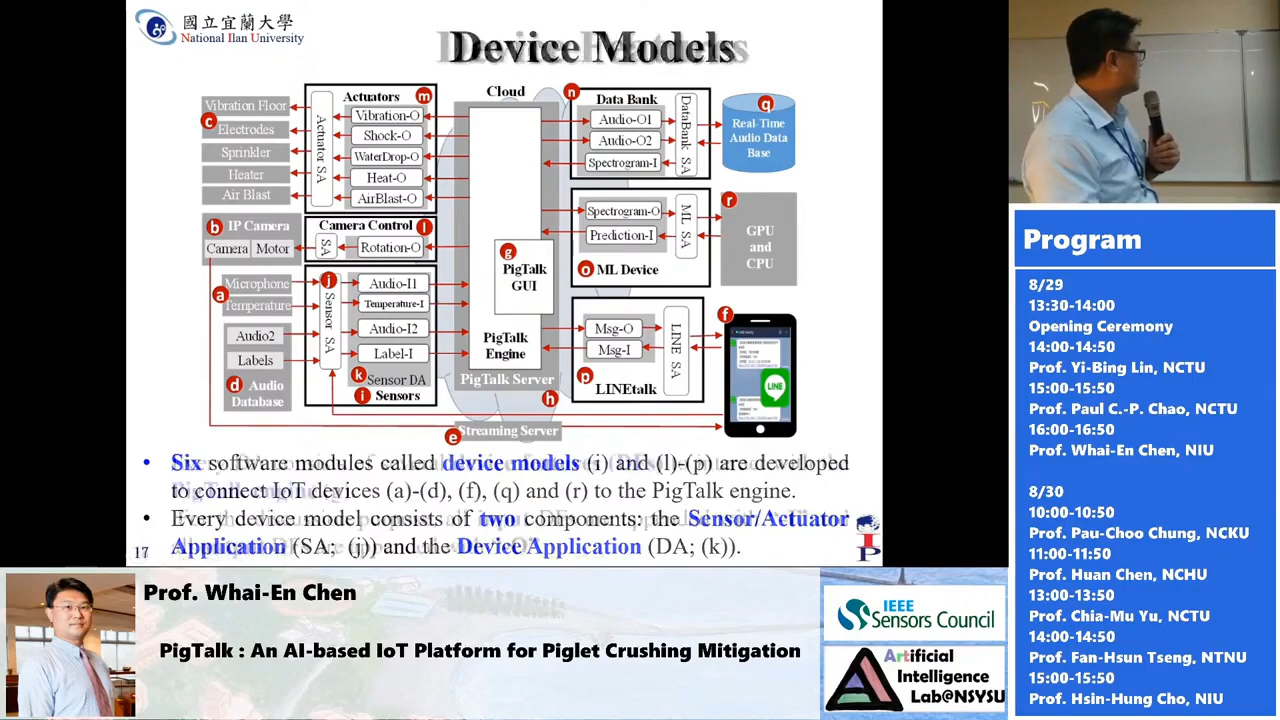 國立宜蘭大學
National Ilan University
Device Models
Vibration Floor
c
Electrodes
Sprinkler
Heater
Air Blast
Actuators
m
Actuator SA
Vibration-O
Shock-O
WaterDrop-O
Heat-O
AirBlast-O
b
IP Camera
Camera
Motor
Camera Control
l
SA
Rotation-O
a
Microphone
Temperature
Audio2
Labels
d
Audio
Database
j
Sensor SA
Audio-I1
Temperature-I
Audio-I2
Label-I
k
Sensor DA
i
Sensors
Cloud
g
PigTalk
GUI
PigTalk
Engine
PigTalk Server
h
e
Streaming Server
n
Data Bank
Audio-O1
Audio-O2
Spectrogram-I
DataBank SA
q
Real-Time
Audio Data
Base
Spectrogram-O
Prediction-I
ML SA
o
ML Device
r
GPU
and
CPU
Msg-O
Msg-I
LINE SA
p
LINEtalk
f
LINE
• Six software modules called device models (i) and (l)-(p) are developed
to connect IoT devices (a)-(d), (f), (q) and (r) to the PigTalk engine.
• Every device model consists of two components: the Sensor/Actuator
Application (SA; (j)) and the Device Application (DA; (k)).
17
I P
Program
8/29
13:30-14:00
Opening Ceremony
14:00-14:50
Prof. Yi-Bing Lin, NCTU
15:00-15:50
Prof. Paul C.-P. Chao, NCTU
16:00-16:50
Prof. Whai-En Chen, NIU
8/30
10:00-10:50
Prof. Pau-Choo Chung, NCKU
11:00-11:50
Prof. Huan Chen, NCHU
13:00-13:50
Prof. Chia-Mu Yu, NCTU
14:00-14:50
Prof. Fan-Hsun Tseng, NTNU
15:00-15:50
Prof. Hsin-Hung Cho, NIU
Prof. Whai-En Chen
PigTalk : An AI-based IoT Platform for Piglet Crushing Mitigation
IEEE
Sensors Council
Artificial
Intelligence
Lab@NSYSU